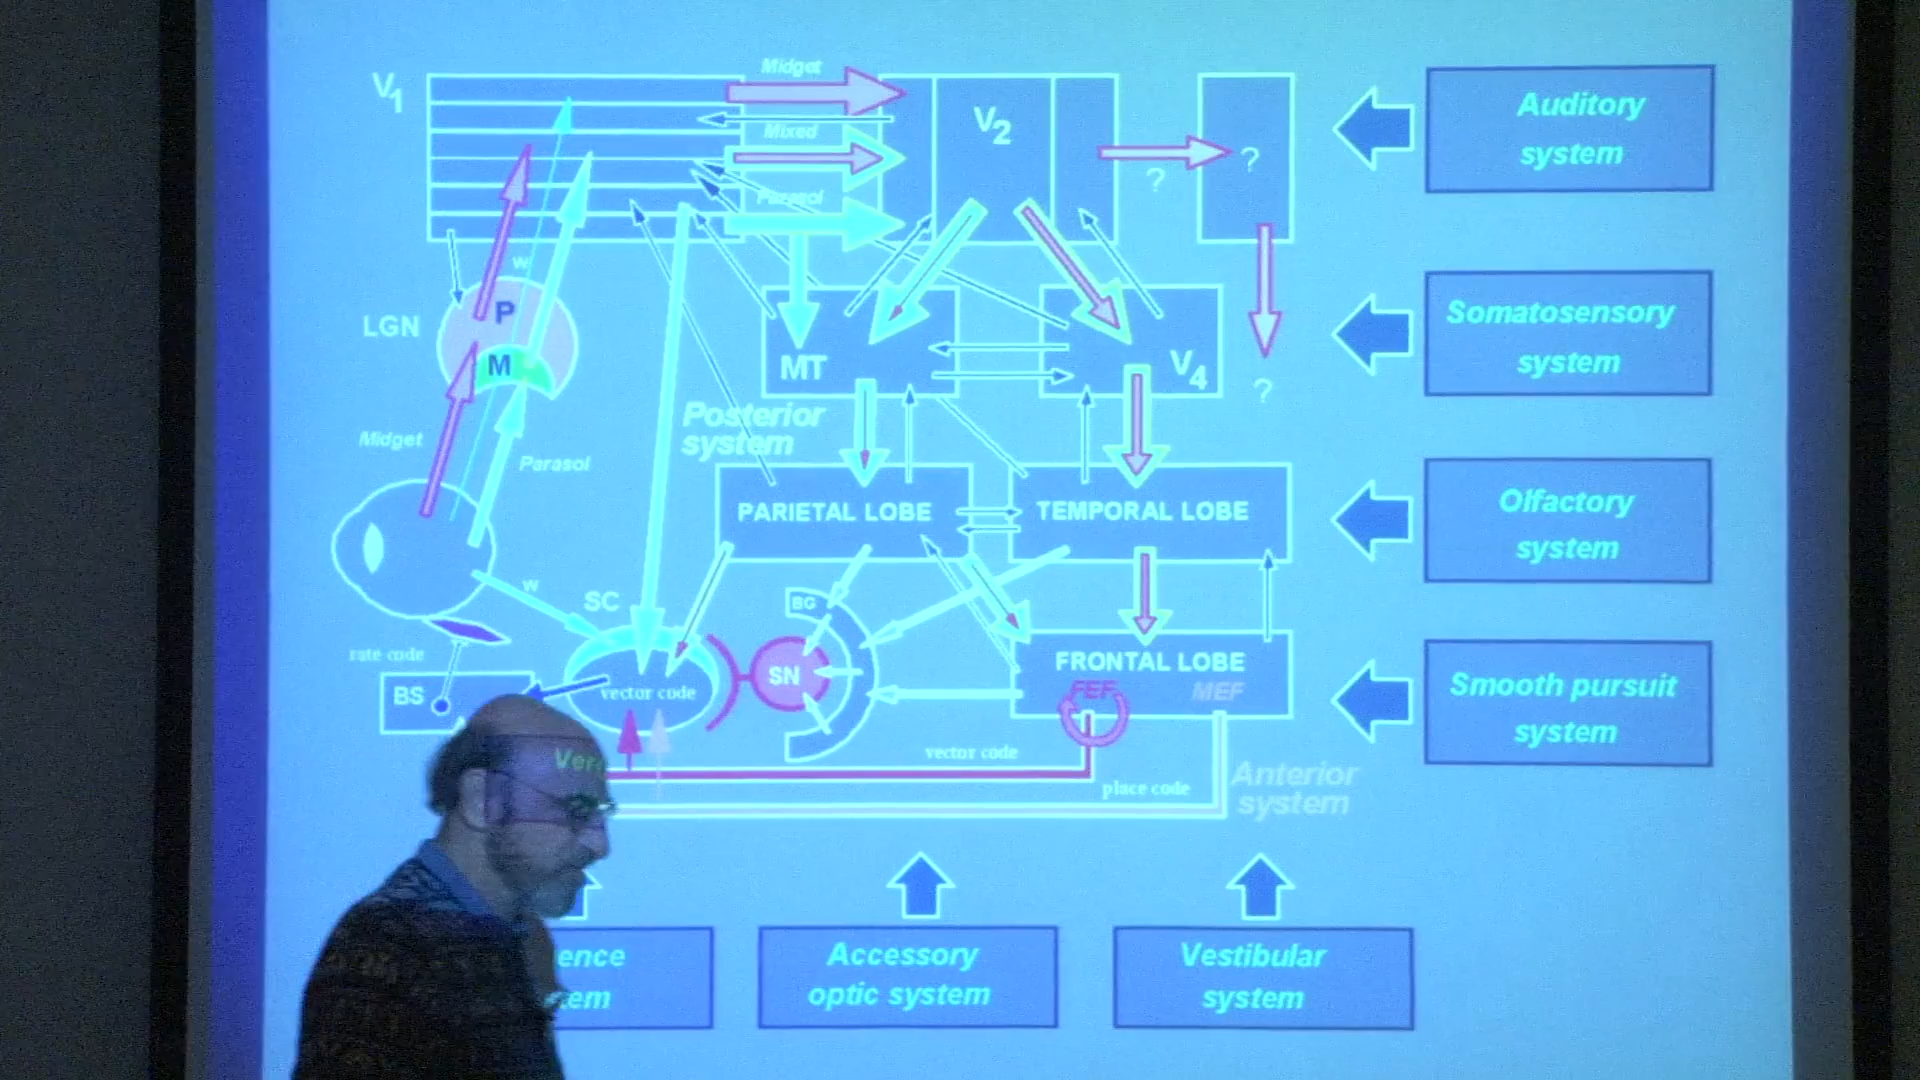 V1
Midget
Mixed
Parasol
V2
?
?
?
Auditory
system
w
LGN
P
M
MT
V4
Somatosensory
system
Midget
Parasol
Posterior
system
PARIETAL LOBE
TEMPORAL LOBE
Olfactory
system
w
SC
BG
rate code
BS
vector code
SN
FRONTAL LOBE
FEF
MEF
Smooth pursuit
system
vector code
place code
Anterior
system
Accessory
optic system
Vestibular
system